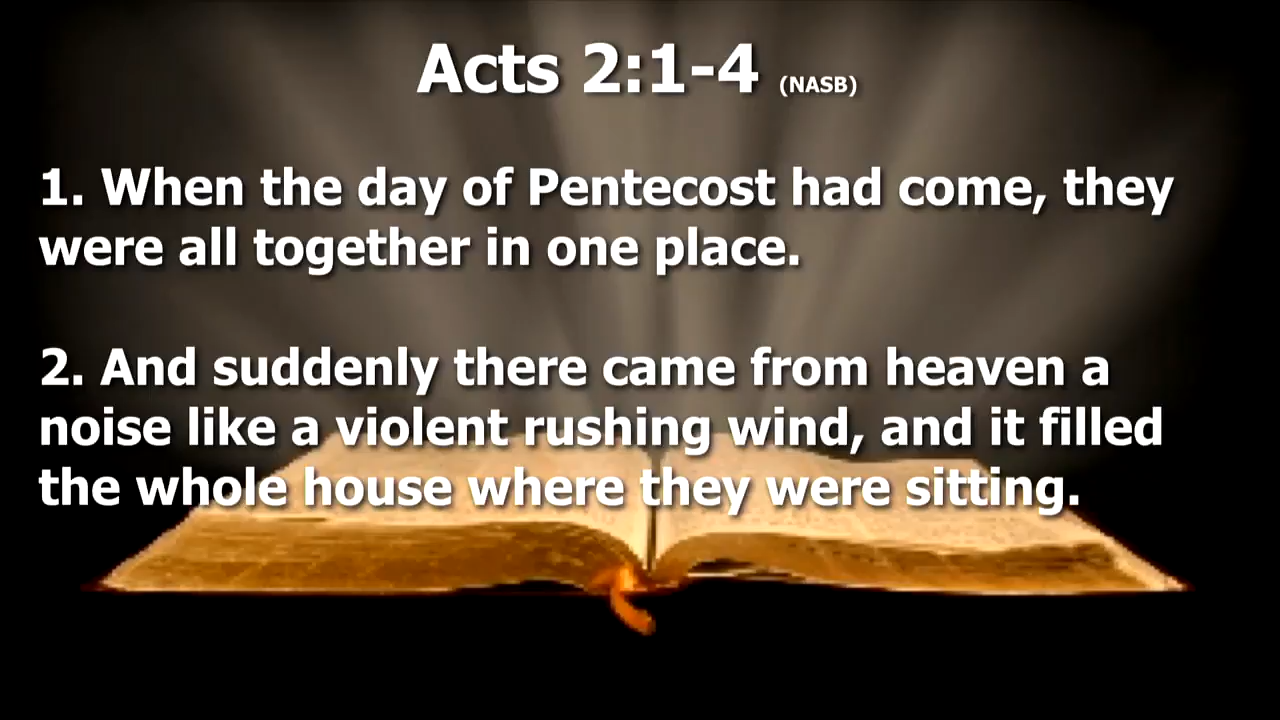 Acts 2:1-4 (NASB)
1. When the day of Pentecost had come, they
were all together in one place.
2. And suddenly there came from heaven a
noise like a violent rushing wind, and it filled
the whole house where they were sitting.